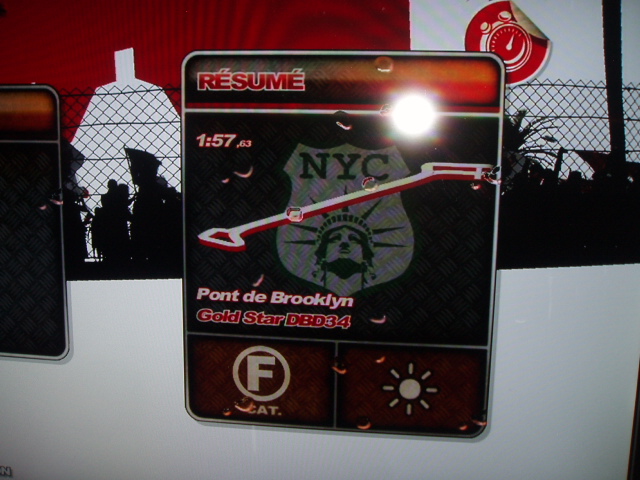 RÉSUMÉ
1:57,63
NYC
Pont de Brooklyn
Gold Star DBD34
F
CAT.